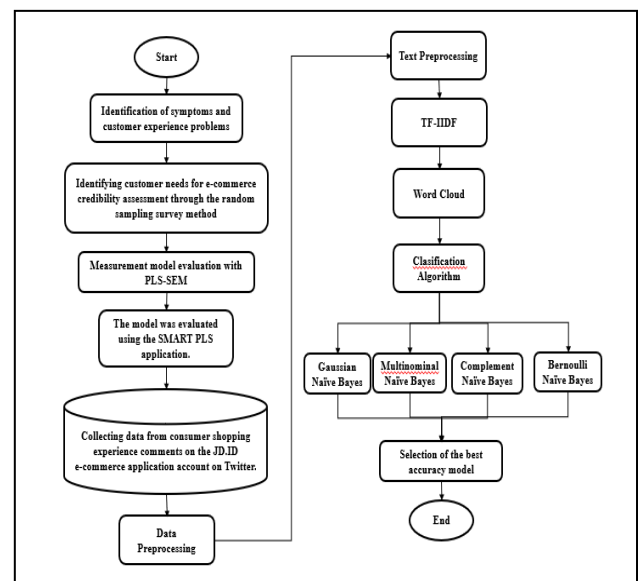 Start
Identification of symptoms and
customer experience problems
Identifying customer needs for e-commerce
credibility assessment through the random
sampling survey method
Measurement model evaluation with
PLS-SEM
The model was evaluated
using the SMART PLS
application.
Collecting data from consumer shopping
experience comments on the JD.ID
e-commerce application account on Twitter.
Data
Preprocessing
Text Preprocessing
TF-IIDF
Word Cloud
Clasification
Algorithm
Gaussian
Naïve Bayes
Multinominal
Naïve Bayes
Complement
Naïve Bayes
Bernoulli
Naïve Bayes
Selection of the best
accuracy model
End